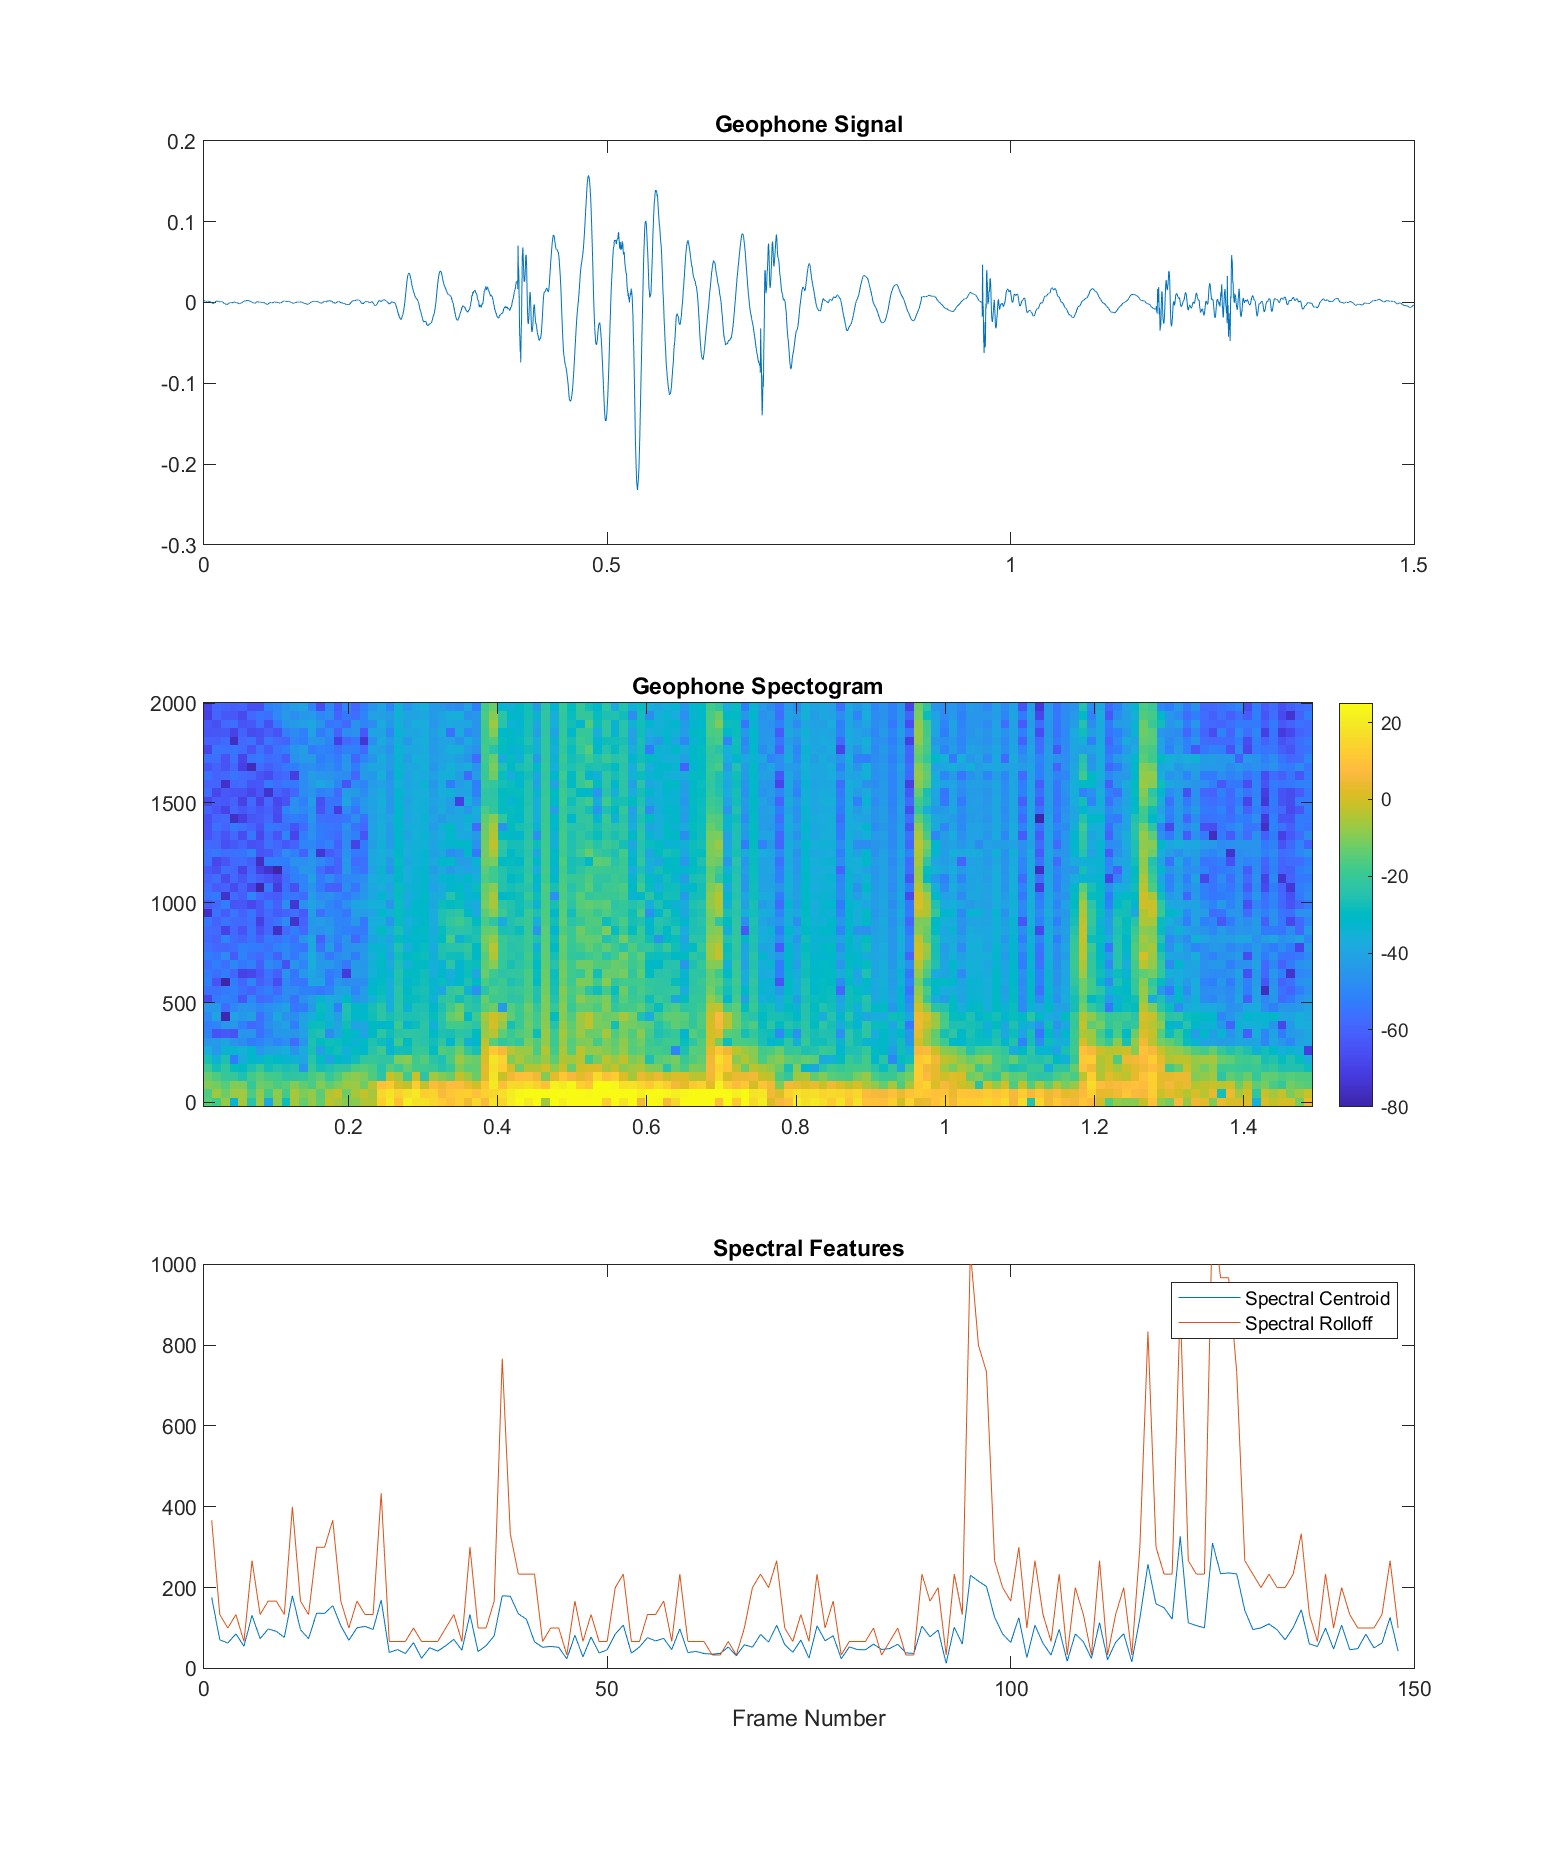 Geophone Signal
0.2
0.1
0
-0.1
-0.2
-0.3
0 0.5 1 1.5
Geophone Spectogram
2000
1500
1000
500
0
0.2 0.4 0.6 0.8 1 1.2 1.4
20
0
-20
-40
-60
-80
Spectral Features
1000
800
600
400
200
0
Spectral Centroid
Spectral Rolloff
0 50 100 150
Frame Number